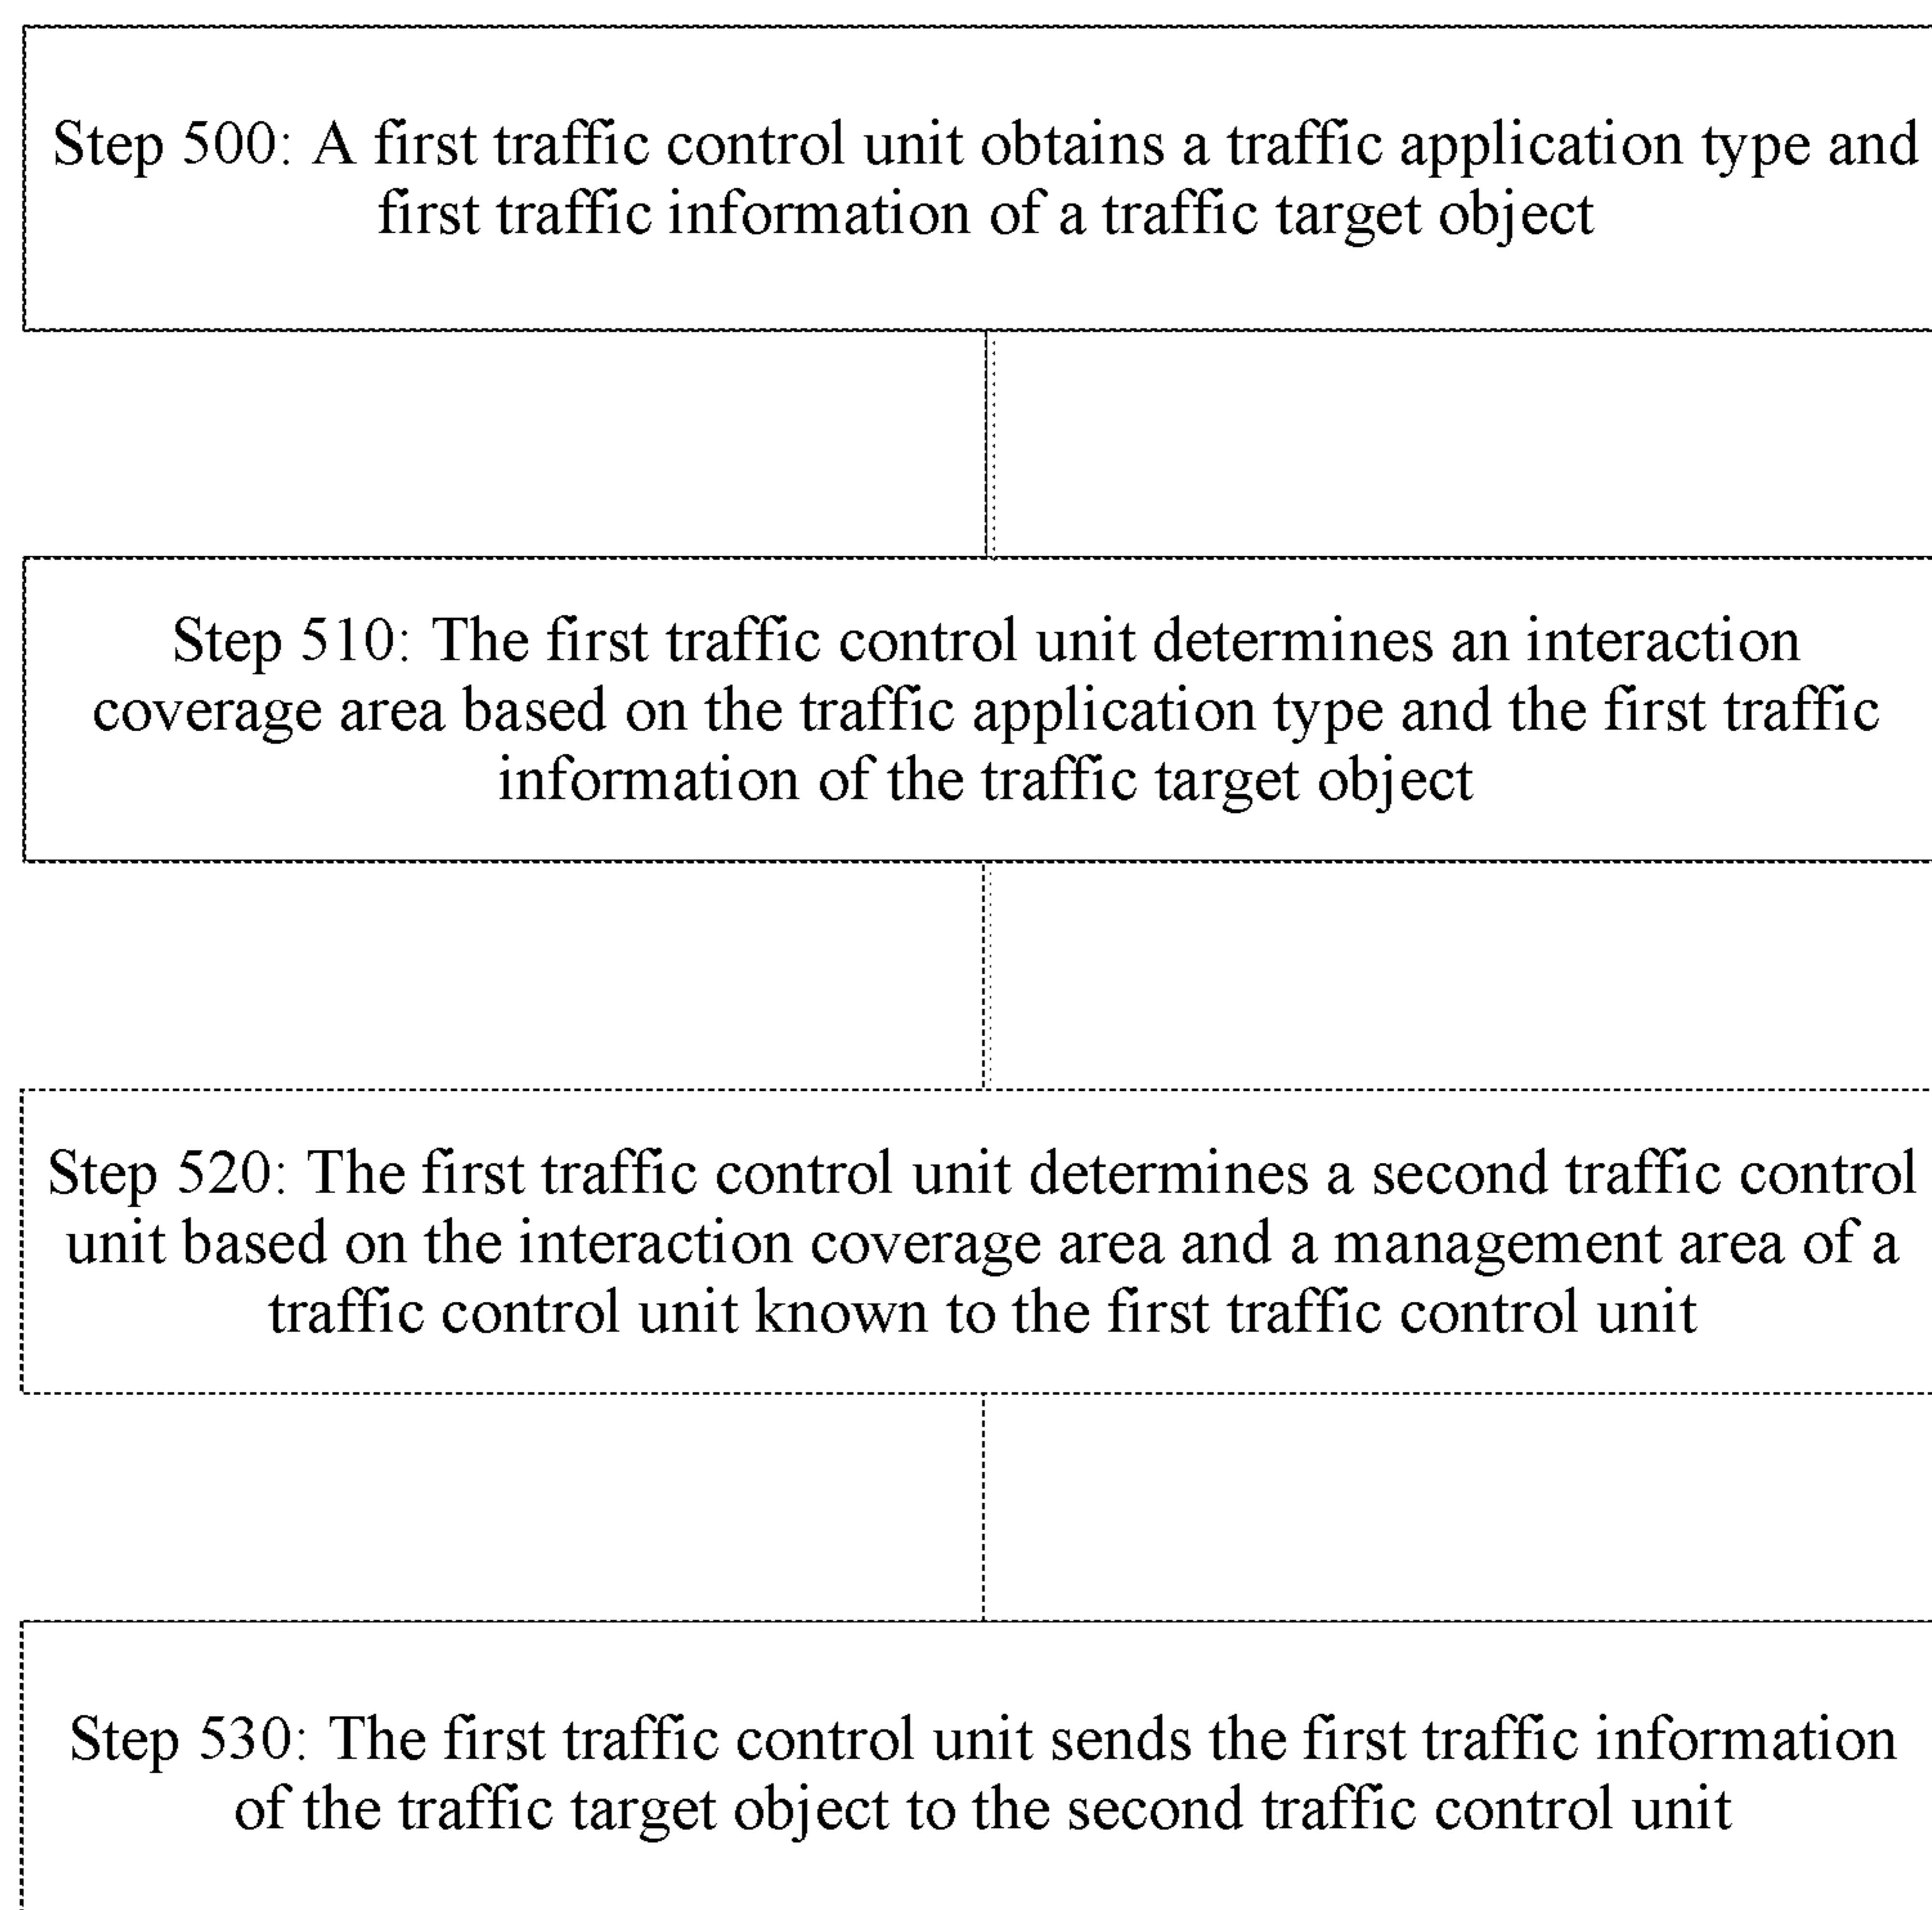 Step 500: A first traffic control unit obtains a traffic application type and
first traffic information of a traffic target object
Step 510: The first traffic control unit determines an interaction
coverage area based on the traffic application type and the first traffic
information of the traffic target object
Step 520: The first traffic control unit determines a second traffic control
unit based on the interaction coverage area and a management area of a
traffic control unit known to the first traffic control unit
Step 530: The first traffic control unit sends the first traffic information
of the traffic target object to the second traffic control unit